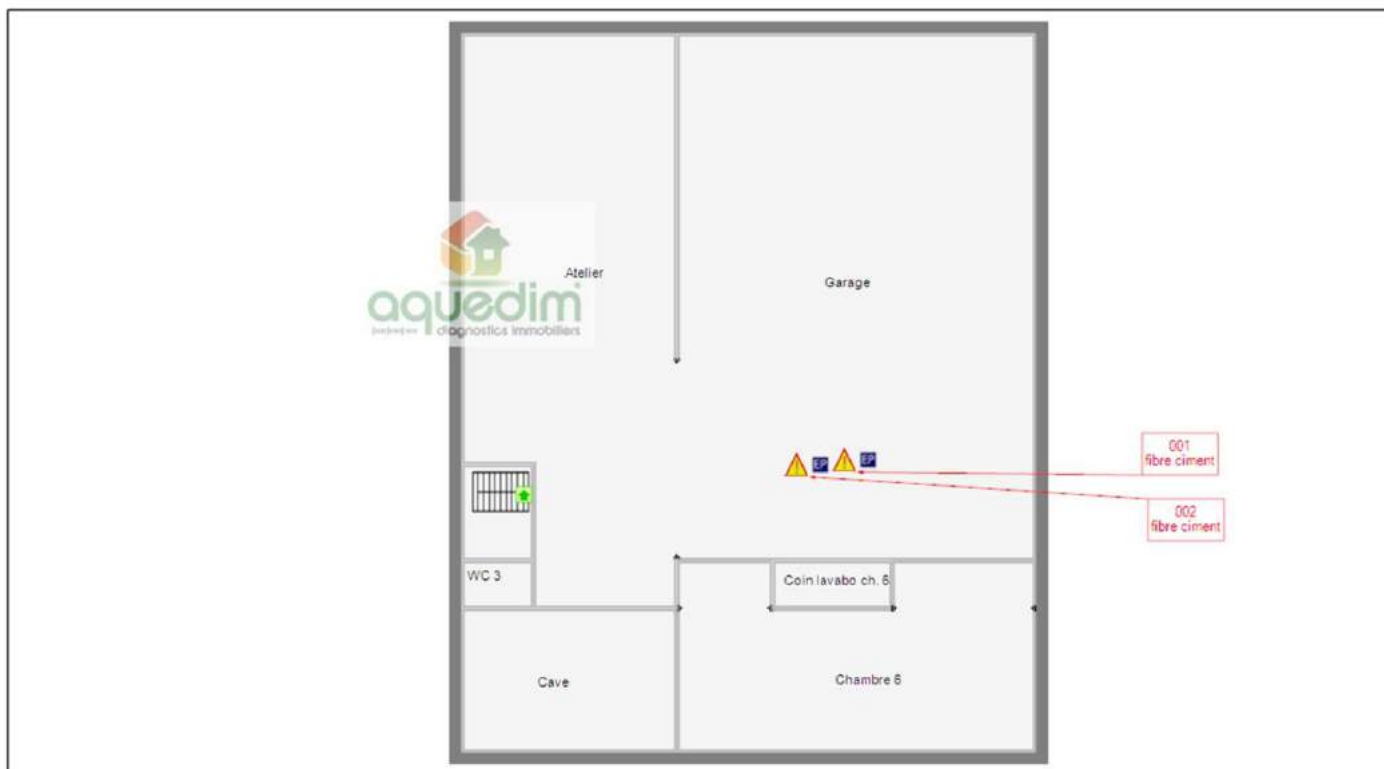 Atelier
Garage
aquedim
diagnostics immobiliers
EP
EP
001
fibre ciment
002
fibre ciment
WC 3
Coin lavabo ch. 6
Cave
Chambre 6